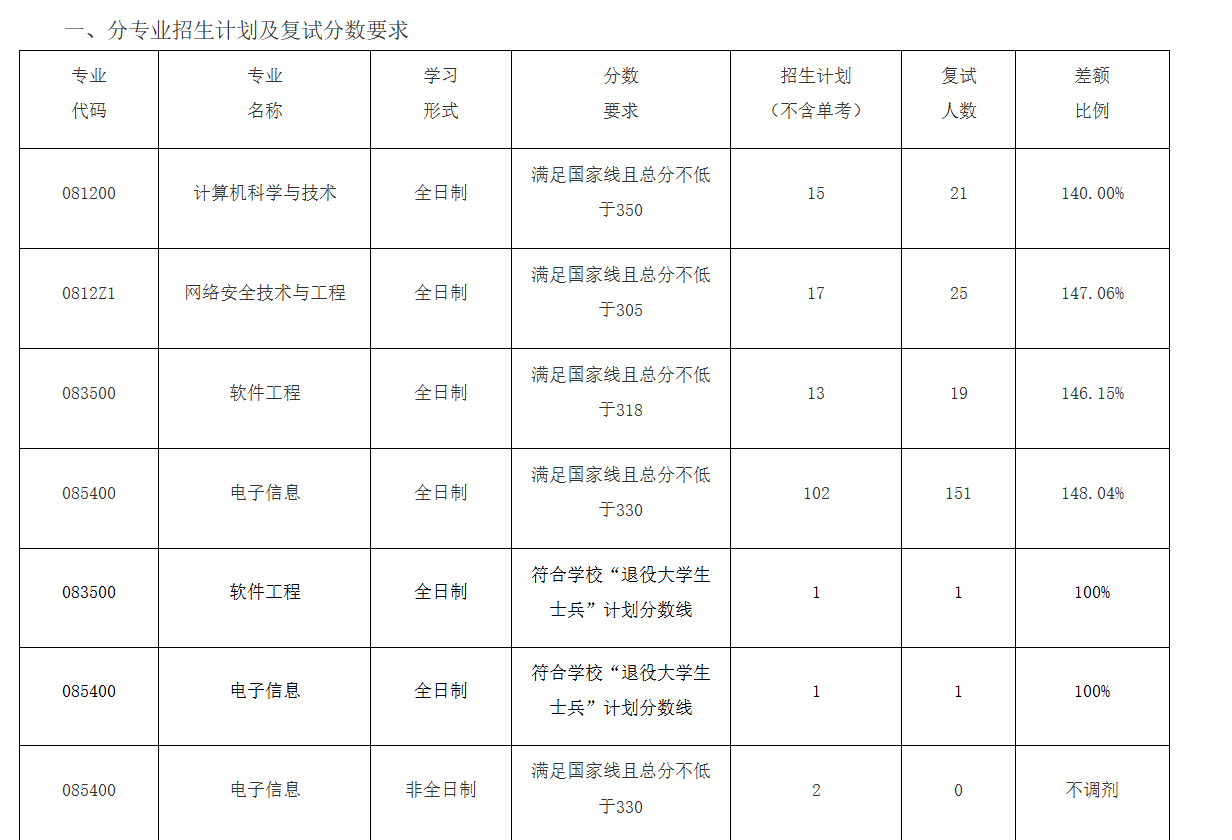 一、分专业招生计划及复试分数要求
专业 专业 学习 分数 招生计划 复试 差额
代码 名称 形式 要求 （不含单考） 人数 比例
满足国家线且总分不低
081200 计算机科学与技术 全日制 15 21 140.00%
于350
满足国家线且总分不低
0812Z1 网络安全技术与工程 全日制 17 25 147.06%
于305
满足国家线且总分不低
083500 软件工程 全日制 13 19 146.15%
于318
满足国家线且总分不低
085400 电子信息 全日制 102 151 148.04%
于330
符合学校“退役大学生
083500 软件工程 全日制 1 1 100%
士兵”计划分数线
符合学校“退役大学生
085400 电子信息 全日制 1 1 100%
士兵”计划分数线
满足国家线且总分不低
085400 电子信息 非全日制 2 0 不调剂
于330